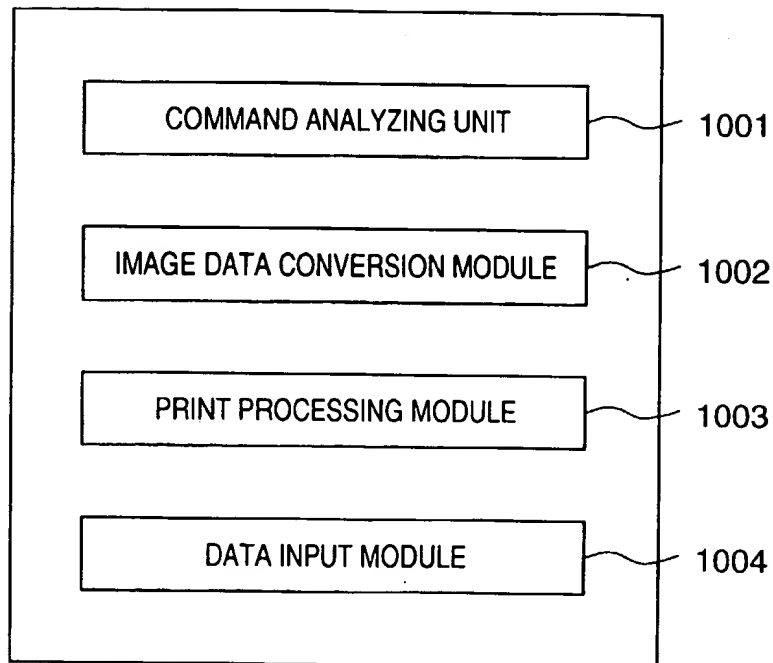 COMMAND ANALYZING UNIT 1001
IMAGE DATA CONVERSION MODULE 1002
PRINT PROCESSING MODULE 1003
DATA INPUT MODULE 1004